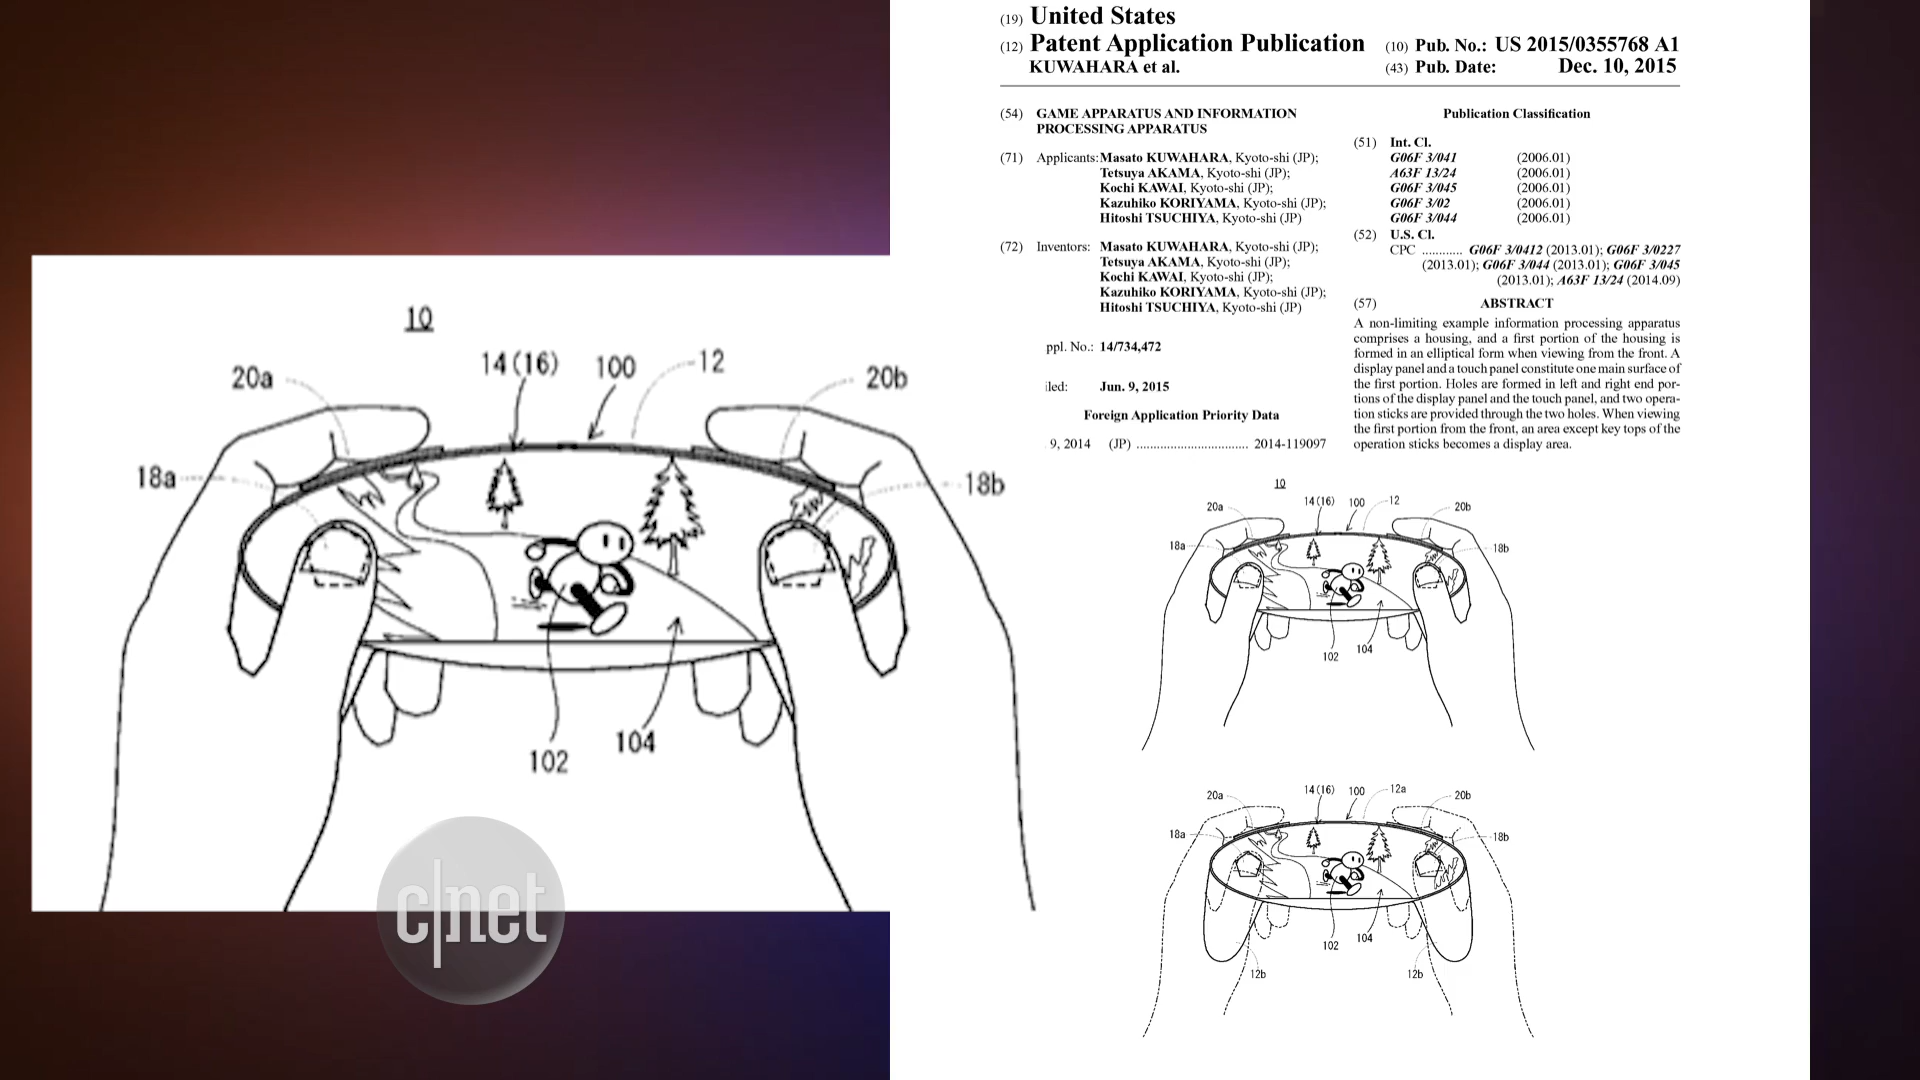 10
14(16) 100 12
20a 20b
18a 18b
102 104
c|net
(19) United States
(12) Patent Application Publication
KUWAHARA et al.
(10) Pub. No.: US 2015/0355768 A1
(43) Pub. Date: Dec. 10, 2015
(54) GAME APPARATUS AND INFORMATION
PROCESSING APPARATUS
(71) Applicants: Masato KUWAHARA, Kyoto-shi (JP);
Tetsuya AKAMA, Kyoto-shi (JP);
Kochi KAWAI, Kyoto-shi (JP);
Kazuhiko KORIYAMA, Kyoto-shi (JP);
Hitoshi TSUCHIYA, Kyoto-shi (JP)
(72) Inventors: Masato KUWAHARA, Kyoto-shi (JP);
Tetsuya AKAMA, Kyoto-shi (JP);
Kochi KAWAI, Kyoto-shi (JP);
Kazuhiko KORIYAMA, Kyoto-shi (JP);
Hitoshi TSUCHIYA, Kyoto-shi (JP)
ppl. No.: 14/734,472
iled: Jun. 9, 2015
Foreign Application Priority Data
9, 2014 (JP) ................................. 2014-119097
Publication Classification
(51) Int. Cl.
G06F 3/041 (2006.01)
A63F 13/24 (2006.01)
G06F 3/045 (2006.01)
G06F 3/02 (2006.01)
G06F 3/044 (2006.01)
(52) U.S. Cl.
CPC ............ G06F 3/0412 (2013.01); G06F 3/0227
(2013.01); G06F 3/044 (2013.01); G06F 3/045
(2013.01); A63F 13/24 (2014.09)
(57) ABSTRACT
A non-limiting example information processing apparatus
comprises a housing, and a first portion of the housing is
formed in an elliptical form when viewing from the front. A
display panel and a touch panel constitute one main surface of
the first portion. Holes are formed in left and right end por-
tions of the display panel and the touch panel, and two opera-
tion sticks are provided through the two holes. When viewing
the first portion from the front, an area except key tops of the
operation sticks becomes a display area.
10
14(16) 100 12
20a 20b
18a 18b
102 104
14(16) 100 12a
20a 20b
18a 18b
102 104
12b 12b